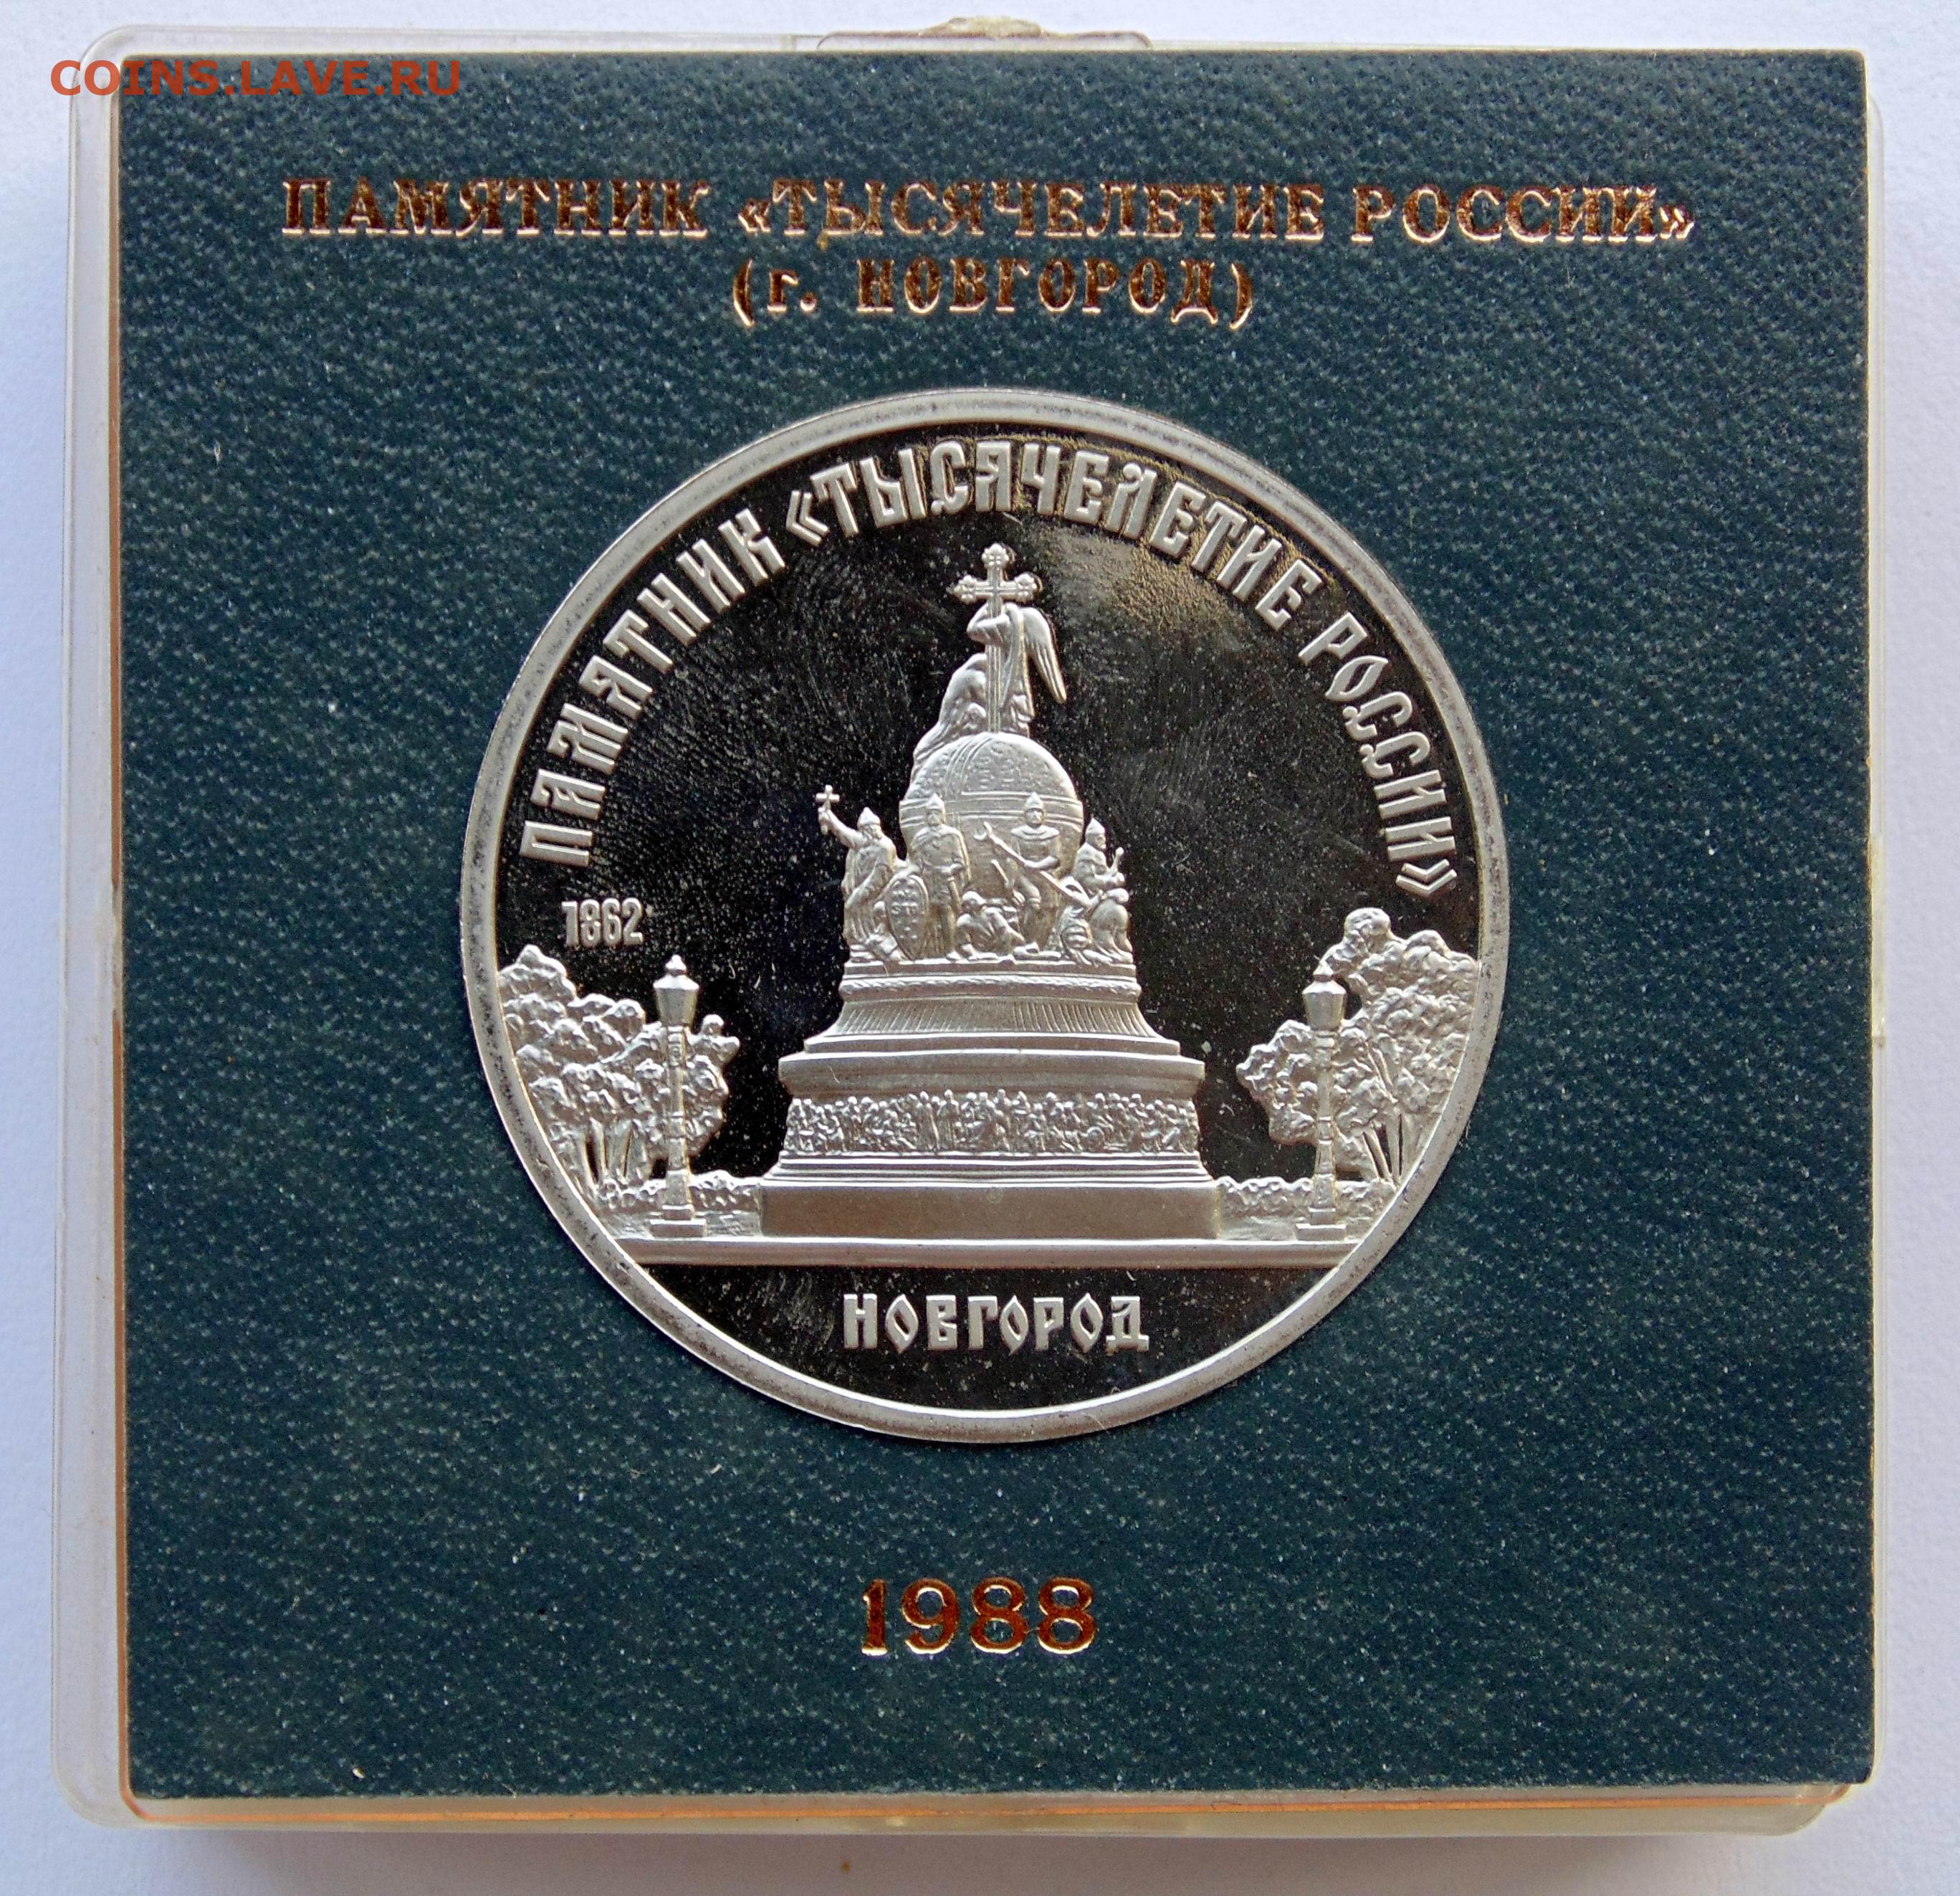 COINS.LAVE.RU
ПАМЯТНИК «ТЫСЯЧЕЛЕТИЕ РОССИИ»
(г. НОВГОРОД)
ПАМЯТНИК «ТЫСЯЧЕЛЕТИЕ РОССИИ»
1862
НОВГОРОД
1988